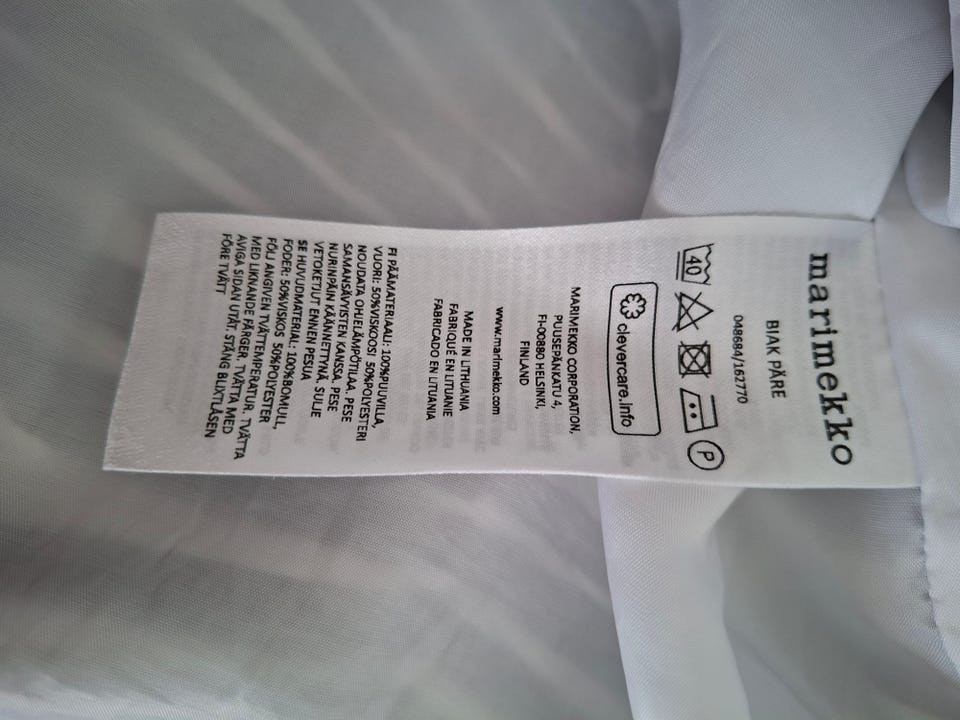 marimekko
BIAK PÄRE
048684/162770
40
P
clevercare.info
MARIMEKKO CORPORATION,
PUUSEPÄNKATU 4,
FI-00880 HELSINKI,
FINLAND
www.marimekko.com
MADE IN LITHUANIA
FABRIQUÉ EN LITUANIE
FABRICADO EN LITUANIA
FI PÄÄMATERIAALI: 100%PUUVILLA,
VUORI: 50%VISKOOSI 50%POLYESTERI
NOUDATA OHJELÄMPÖTILAA. PESE
SAMANSÄVYISTEN KANSSA. PESE
NURINPÄIN KÄÄNNETTYNÄ. SULJE
VETOKETJUT ENNEN PESUA
SE HUVUDMATERIAL: 100%BOMULL,
FODER: 50%VISKOS 50%POLYESTER
FÖLJ ANGIVEN TVÄTTEMPERATUR. TVÄTTA
MED LIKNANDE FÄRGER. TVÄTTA MED
AVIGA SIDAN UTÅT. STÄNG BLIXTLÅSEN
FÖRE TVÄTT